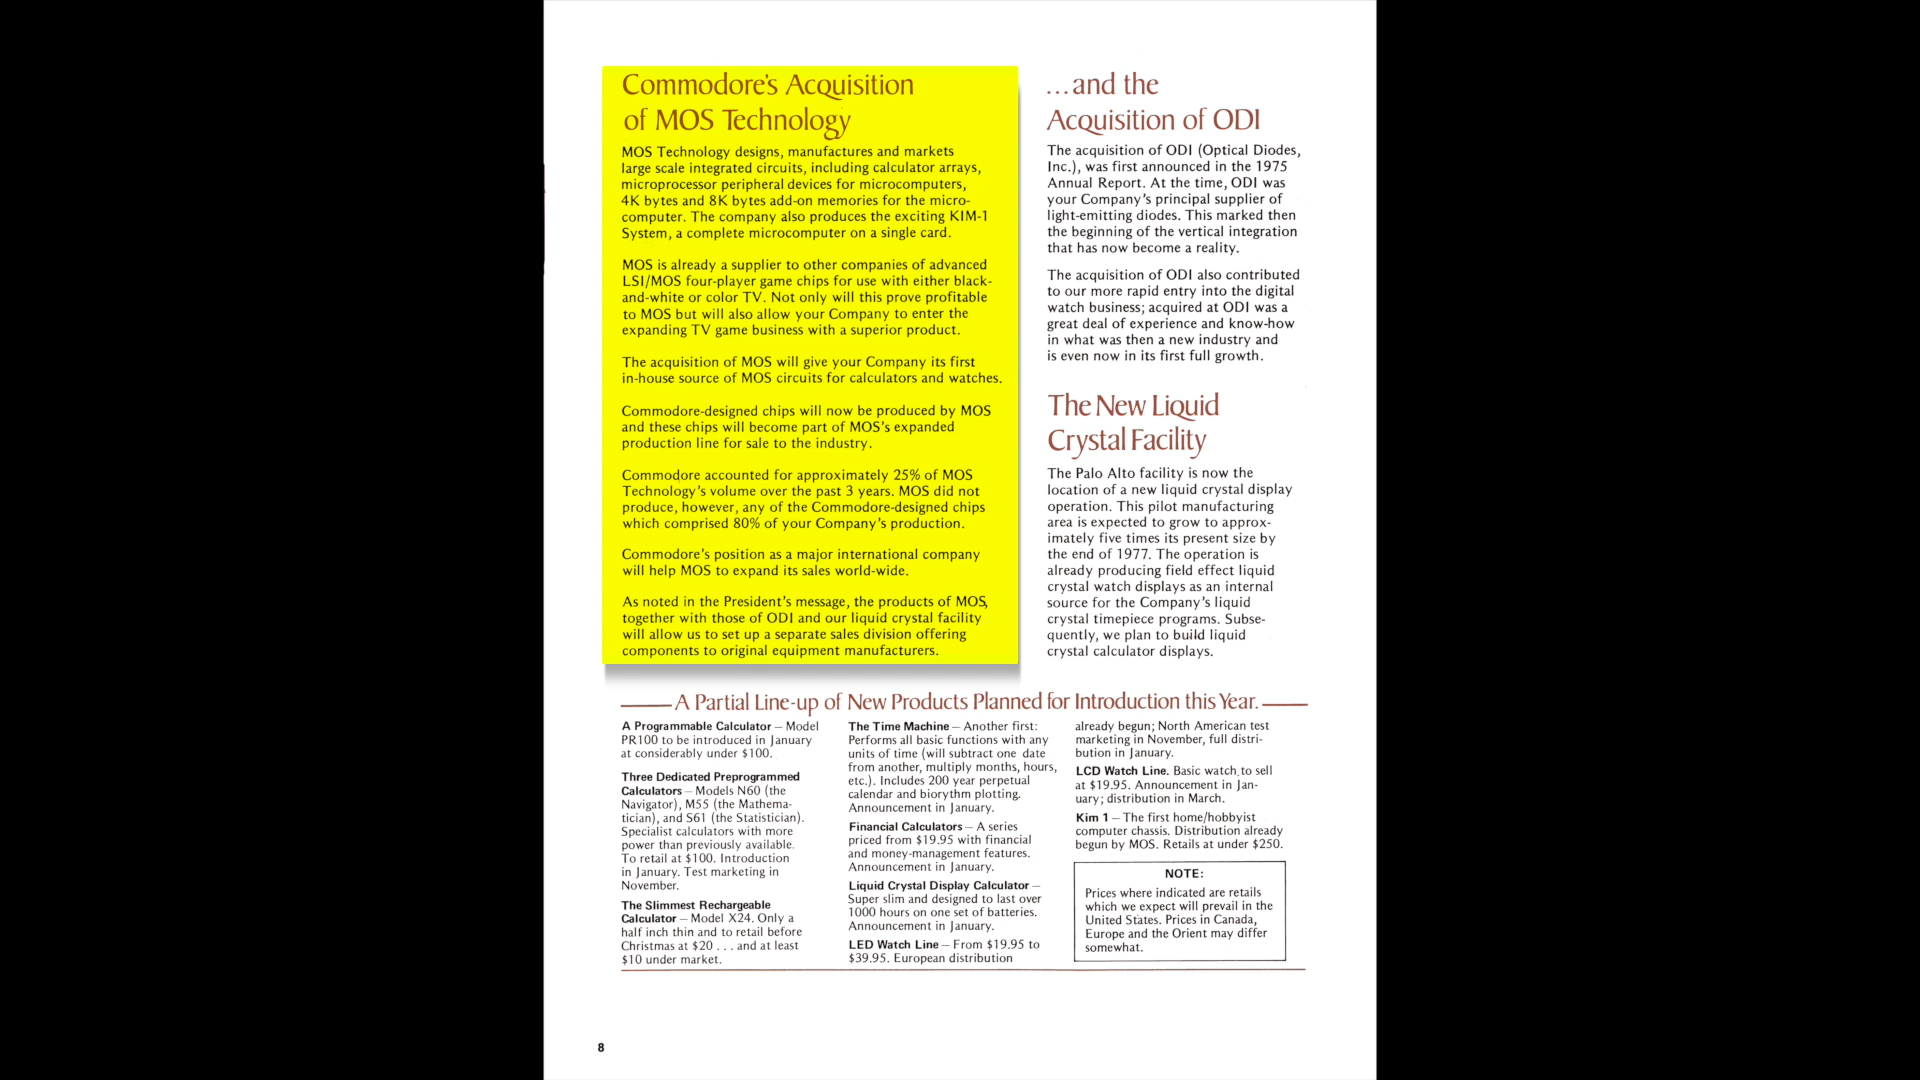 Commodore's Acquisition
of MOS Technology
MOS Technology designs, manufactures and markets
large scale integrated circuits, including calculator arrays,
microprocessor peripheral devices for microcomputers,
4K bytes and 8K bytes add-on memories for the micro-
computer. The company also produces the exciting KIM-1
System, a complete microcomputer on a single card.
MOS is already a supplier to other companies of advanced
LSI/MOS four-player game chips for use with either black-
and-white or color TV. Not only will this prove profitable
to MOS but will also allow your Company to enter the
expanding TV game business with a superior product.
The acquisition of MOS will give your Company its first
in-house source of MOS circuits for calculators and watches.
Commodore-designed chips will now be produced by MOS
and these chips will become part of MOS's expanded
production line for sale to the industry.
Commodore accounted for approximately 25% of MOS
Technology's volume over the past 3 years. MOS did not
produce, however, any of the Commodore-designed chips
which comprised 80% of your Company's production.
Commodore's position as a major international company
will help MOS to expand its sales world-wide.
As noted in the President's message, the products of MOS,
together with those of ODI and our liquid crystal facility
will allow us to set up a separate sales division offering
components to original equipment manufacturers.
...and the
Acquisition of ODI
The acquisition of ODI (Optical Diodes,
Inc.), was first announced in the 1975
Annual Report. At the time, ODI was
your Company's principal supplier of
light-emitting diodes. This marked then
the beginning of the vertical integration
that has now become a reality.
The acquisition of ODI also contributed
to our more rapid entry into the digital
watch business; acquired at ODI was a
great deal of experience and know-how
in what was then a new industry and
is even now in its first full growth.
The New Liquid
Crystal Facility
The Palo Alto facility is now the
location of a new liquid crystal display
operation. This pilot manufacturing
area is expected to grow to approx-
imately five times its present size by
the end of 1977. The operation is
already producing field effect liquid
crystal watch displays as an internal
source for the Company's liquid
crystal timepiece programs. Subse-
quently, we plan to build liquid
crystal calculator displays.
A Partial Line-up of New Products Planned for Introduction this Year.
A Programmable Calculator – Model
PR100 to be introduced in January
at considerably under $100.
Three Dedicated Preprogrammed
Calculators – Models N60 (the
Navigator), M55 (the Mathema-
tician), and S61 (the Statistician).
Specialist calculators with more
power than previously available.
To retail at $100. Introduction
in January. Test marketing in
November.
The Slimmest Rechargeable
Calculator – Model X24. Only a
half inch thin and to retail before
Christmas at $20 . . . and at least
$10 under market.
The Time Machine – Another first:
Performs all basic functions with any
units of time (will subtract one date
from another, multiply months, hours,
etc.). Includes 200 year perpetual
calendar and biorythm plotting.
Announcement in January.
Financial Calculators – A series
priced from $19.95 with financial
and money-management features.
Announcement in January.
Liquid Crystal Display Calculator –
Super slim and designed to last over
1000 hours on one set of batteries.
Announcement in January.
LED Watch Line – From $19.95 to
$39.95. European distribution
already begun; North American test
marketing in November, full distri-
bution in January.
LCD Watch Line. Basic watch to sell
at $19.95. Announcement in Jan-
uary; distribution in March.
Kim 1 – The first home/hobbyist
computer chassis. Distribution already
begun by MOS. Retails at under $250.
NOTE:
Prices where indicated are retails
which we expect will prevail in the
United States. Prices in Canada,
Europe and the Orient may differ
somewhat.
8